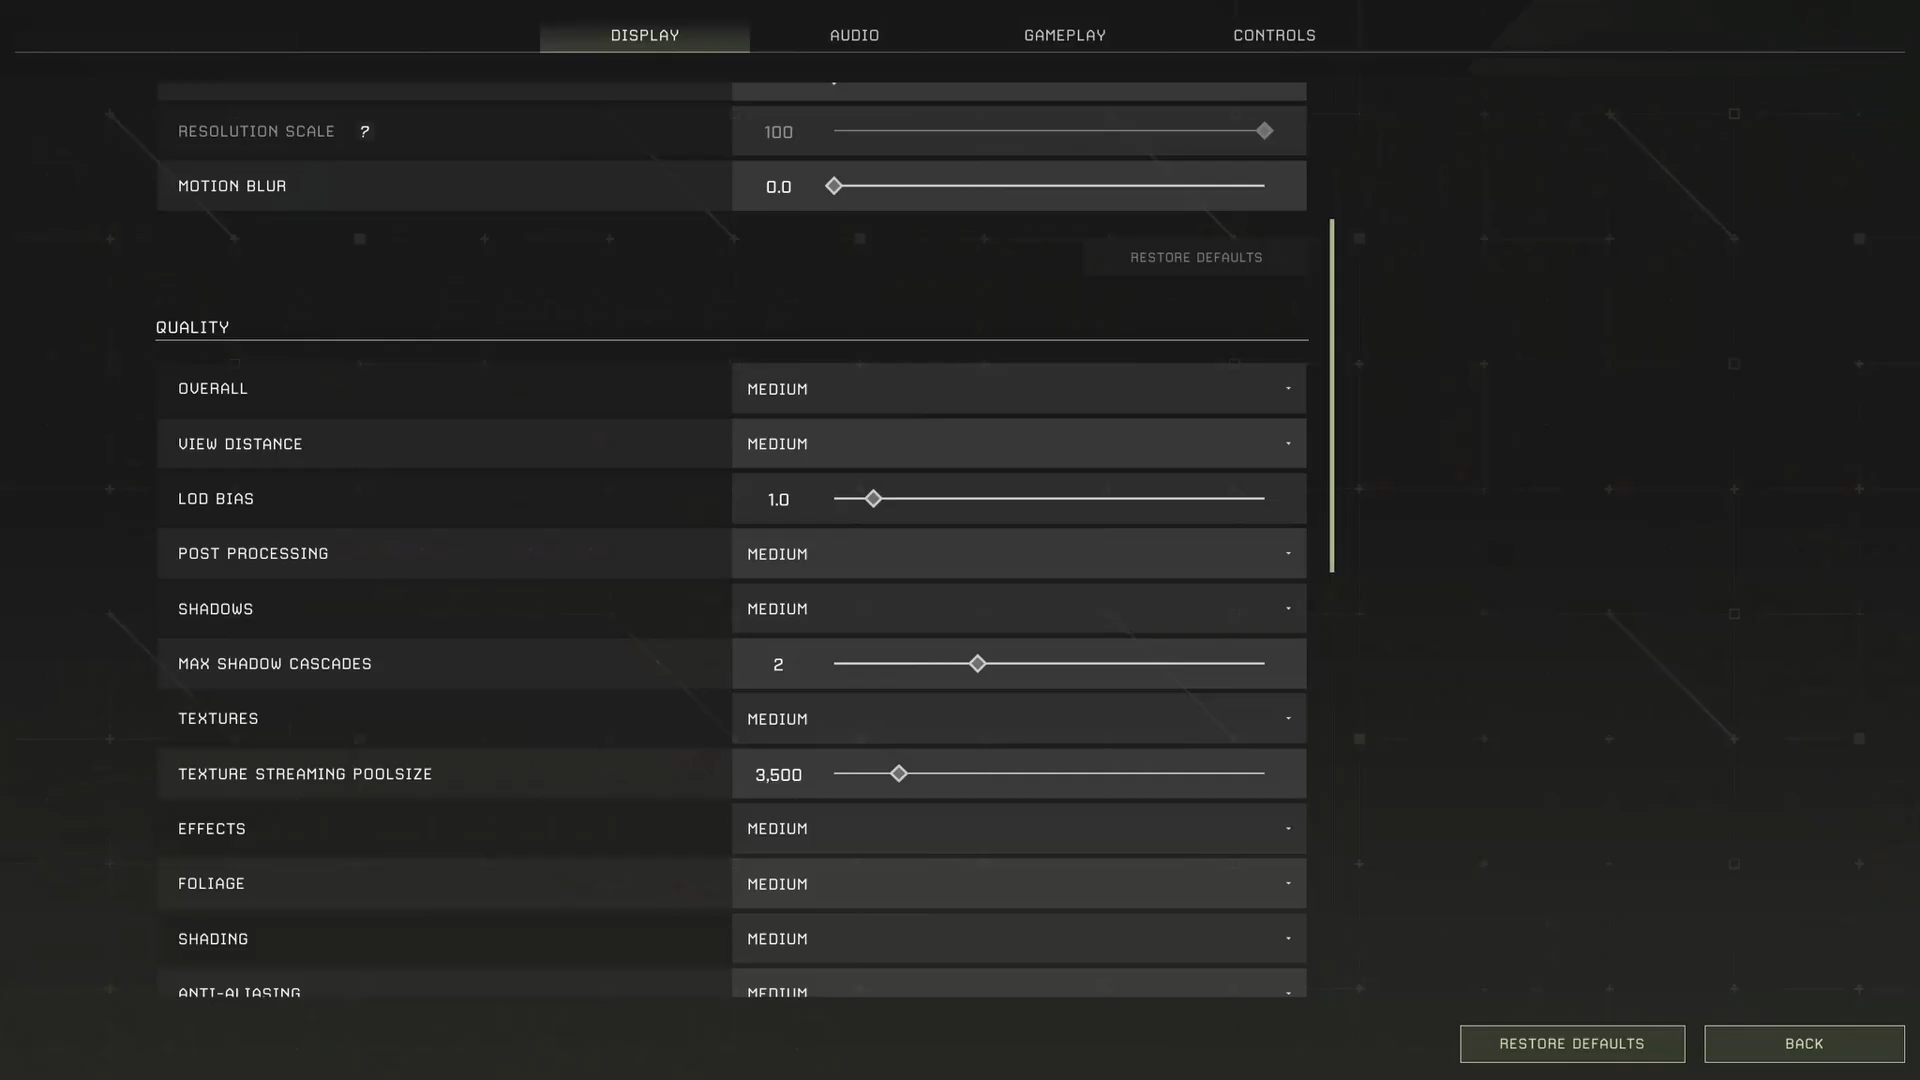 DISPLAY AUDIO GAMEPLAY CONTROLS
RESOLUTION SCALE ? 100
MOTION BLUR 0.0
RESTORE DEFAULTS
QUALITY
OVERALL MEDIUM
VIEW DISTANCE MEDIUM
LOD BIAS 1.0
POST PROCESSING MEDIUM
SHADOWS MEDIUM
MAX SHADOW CASCADES 2
TEXTURES MEDIUM
TEXTURE STREAMING POOLSIZE 3,500
EFFECTS MEDIUM
FOLIAGE MEDIUM
SHADING MEDIUM
ANTI-ALIASING MEDIUM
RESTORE DEFAULTS BACK